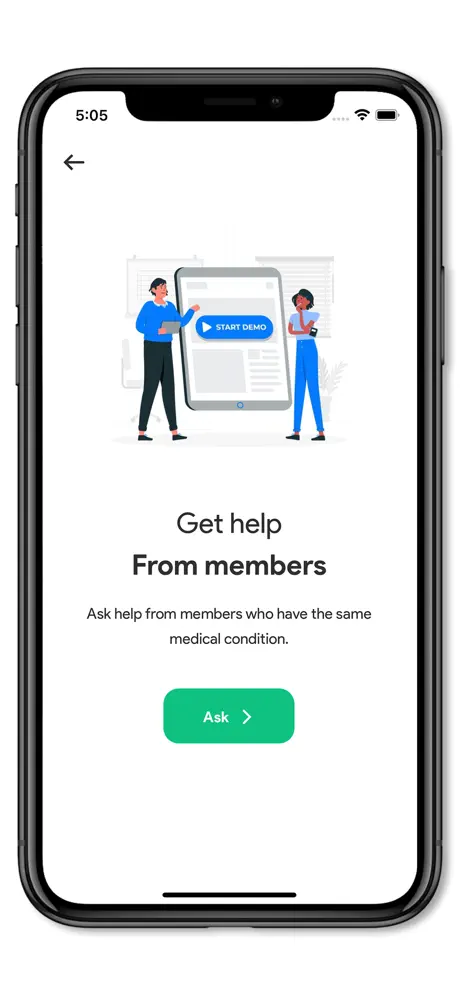 5:05
START DEMO
Get help
From members
Ask help from members who have the same
medical condition.
Ask